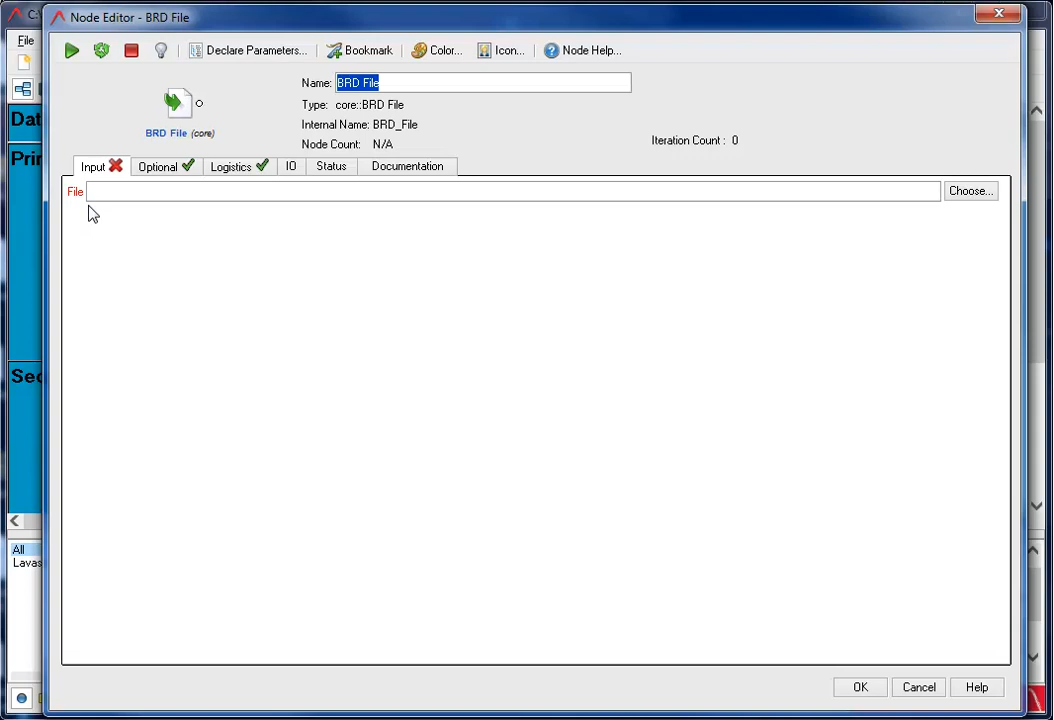 C:\
Node Editor - BRD File
File
Declare Parameters...
Bookmark
Color...
Icon...
Node Help...
Name: BRD File
Type: core::BRD File
Internal Name: BRD_File
Node Count: N/A
Iteration Count : 0
BRD File (core)
Dat
Prim
Sec
Input
Optional
Logistics
IO
Status
Documentation
File
Choose...
All
Lavas
OK
Cancel
Help